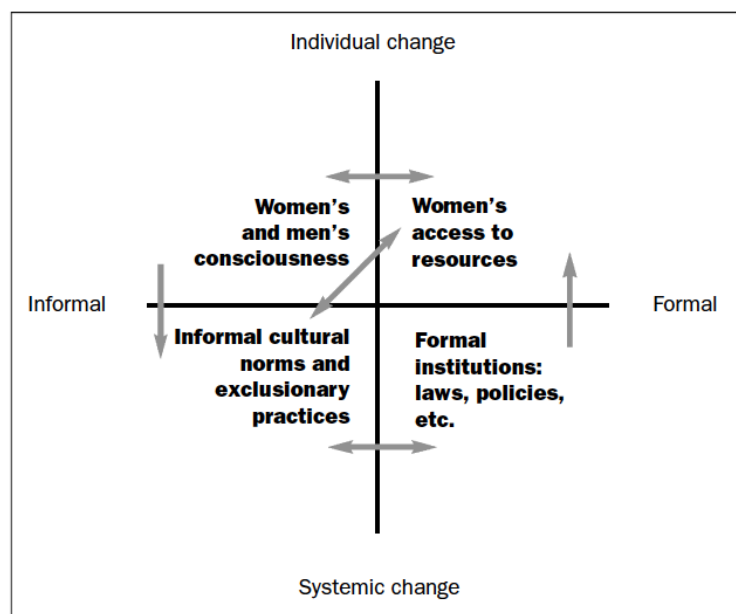 Individual change
Women's
and men's
consciousness
Women's
access to
resources
Informal
Formal
Informal cultural
norms and
exclusionary
practices
Formal
institutions:
laws, policies,
etc.
Systemic change